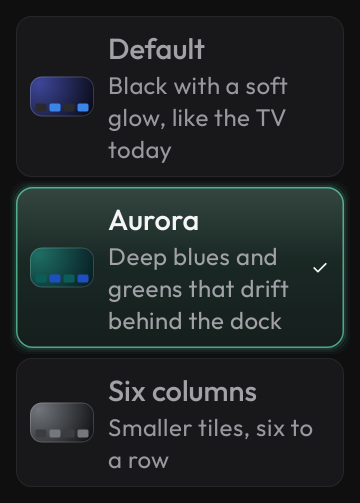 Default
Black with a soft
glow, like the TV
today
Aurora
Deep blues and
greens that drift
behind the dock
Six columns
Smaller tiles, six to
a row